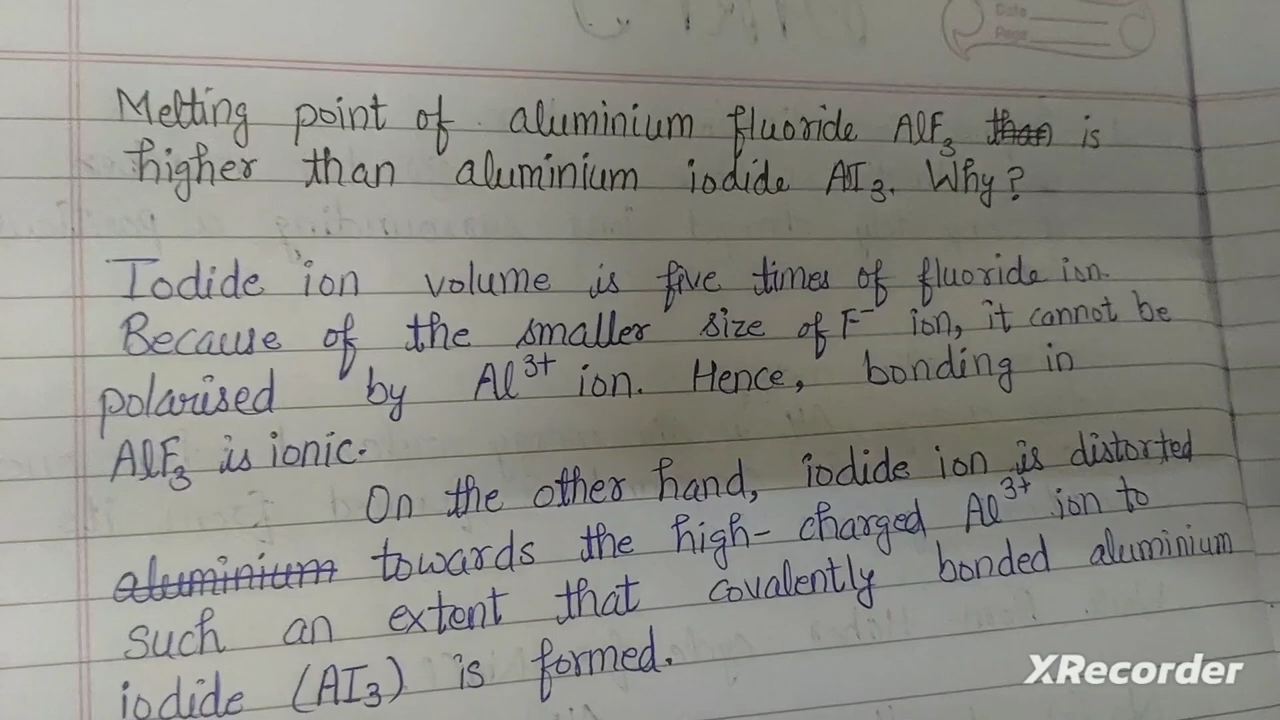 Date
Page
Melting point of aluminium fluoride AlF₃ than is
higher than aluminium iodide AI₃. Why?
Iodide ion volume is five times of fluoride ion.
Because of the smaller size of F⁻ ion, it cannot be
polarised by Al³⁺ ion. Hence, bonding in
AlF₃ is ionic.
On the other hand, iodide ion is distorted
aluminium towards the high-charged Al³⁺ ion to
such an extent that covalently bonded aluminium
iodide (AI₃) is formed.
XRecorder